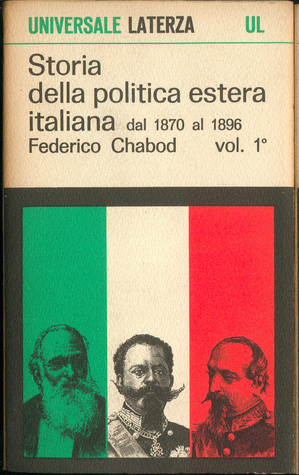 UNIVERSALE LATERZA UL
Storia
della politica estera
italiana dal 1870 al 1896
Federico Chabod vol. 1°